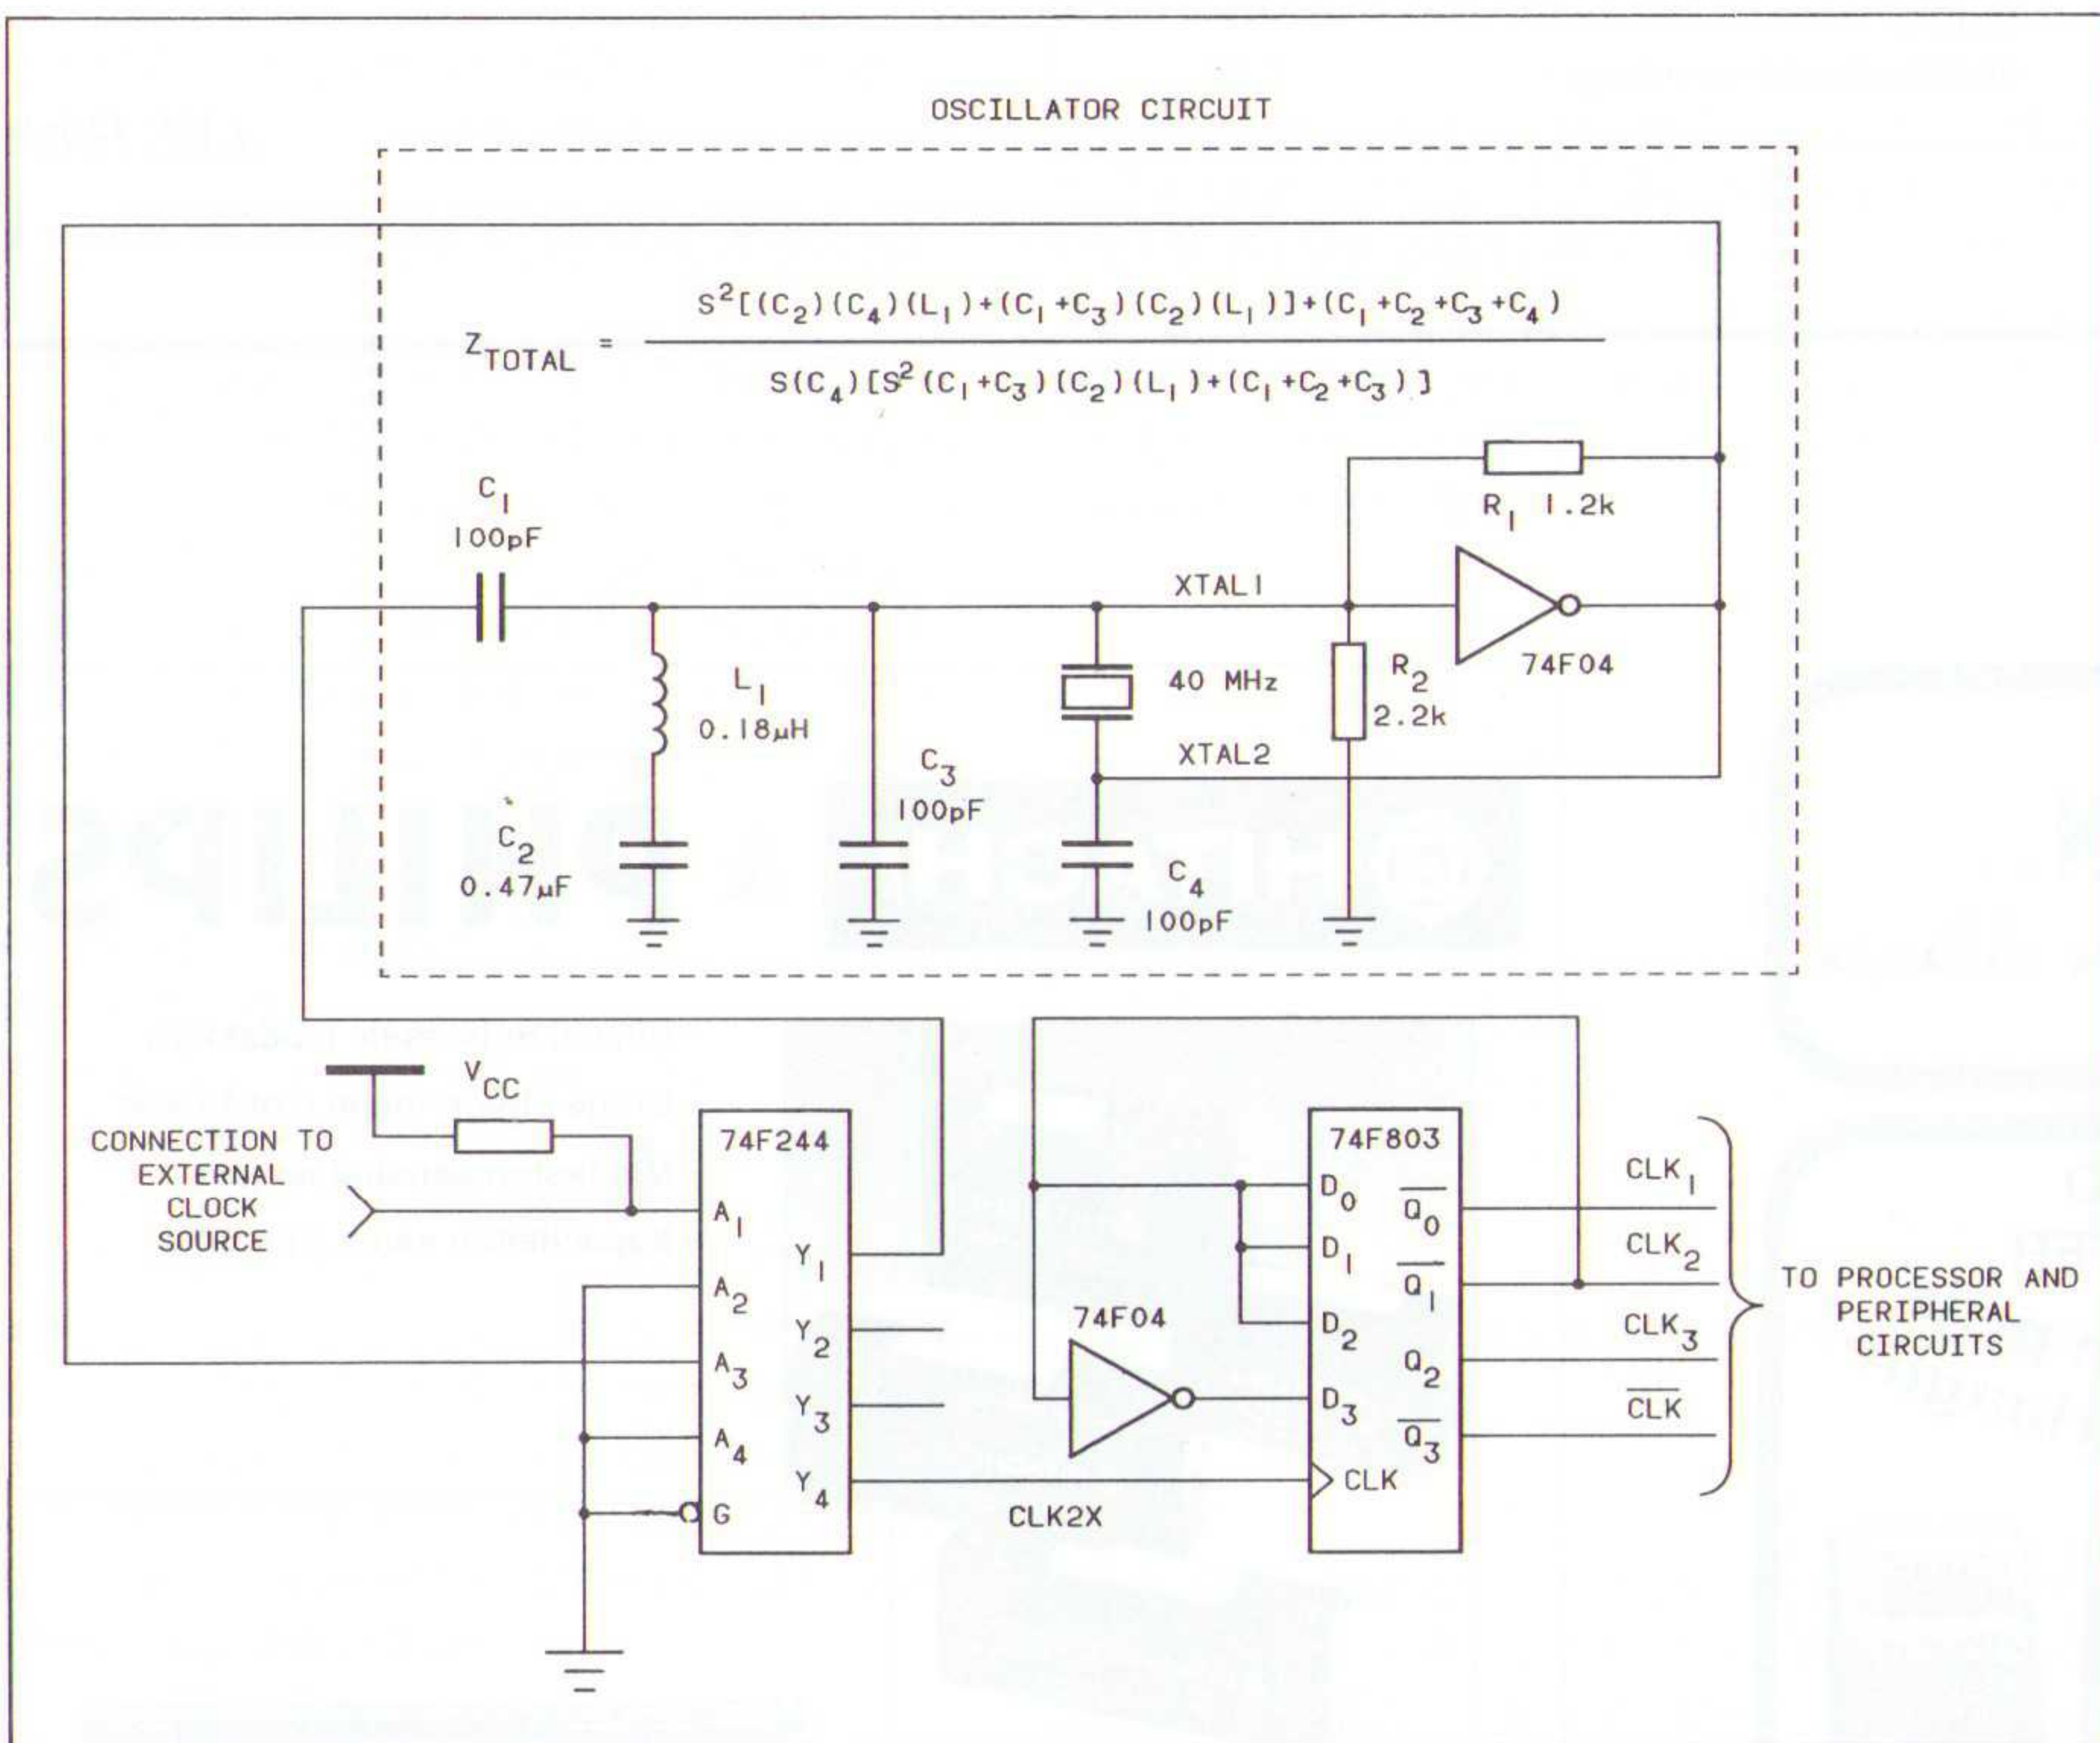 OSCILLATOR CIRCUIT
Z_TOTAL = S²[(C₂)(C₄)(L₁)+(C₁+C₃)(C₂)(L₁)]+(C₁+C₂+C₃+C₄)
S(C₄)[S²(C₁+C₃)(C₂)(L₁)+(C₁+C₂+C₃)]
C₁
100pF
R₁ 1.2k
XTAL1
74F04
L₁
0.18µH
40 MHz
R₂
2.2k
XTAL2
C₃
100pF
C₂
0.47µF
C₄
100pF
V_CC
CONNECTION TO
EXTERNAL
CLOCK
SOURCE
74F244
A₁
Y₁
A₂
Y₂
A₃
Y₃
A₄
Y₄
G
CLK2X
74F04
74F803
D₀
Q̅₀
D₁
Q̅₁
D₂
Q₂
D₃
Q̅₃
CLK
CLK₁
CLK₂
CLK₃
C̅L̅K̅
TO PROCESSOR AND
PERIPHERAL
CIRCUITS